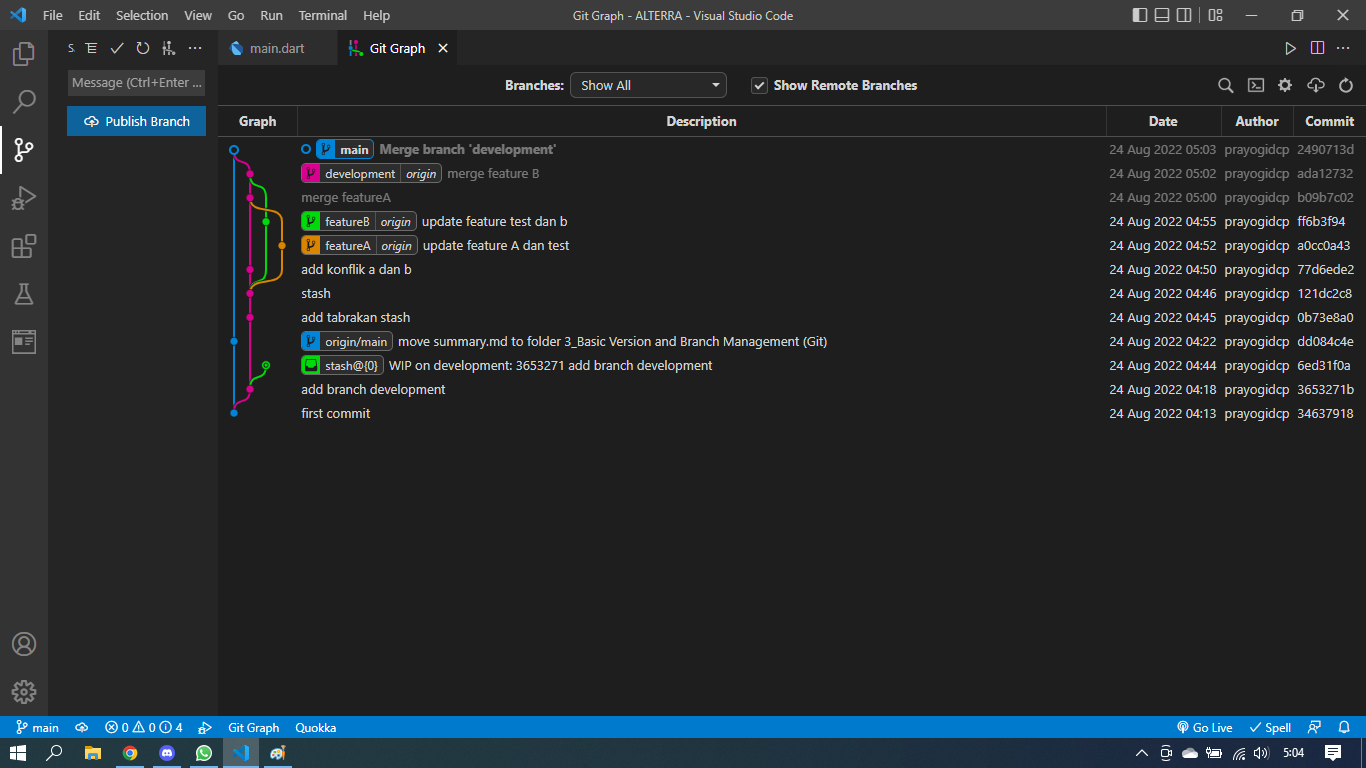 File Edit Selection View Go Run Terminal Help Git Graph - ALTERRA - Visual Studio Code
S. main.dart Git Graph
Message (Ctrl+Enter ...
Publish Branch
Branches: Show All Show Remote Branches
Graph Description Date Author Commit
main Merge branch 'development' 24 Aug 2022 05:03 prayogidcp 2490713d
development origin merge feature B 24 Aug 2022 05:02 prayogidcp ada12732
merge featureA 24 Aug 2022 05:00 prayogidcp b09b7c02
featureB origin update feature test dan b 24 Aug 2022 04:55 prayogidcp ff6b3f94
featureA origin update feature A dan test 24 Aug 2022 04:52 prayogidcp a0cc0a43
add konflik a dan b 24 Aug 2022 04:50 prayogidcp 77d6ede2
stash 24 Aug 2022 04:46 prayogidcp 121dc2c8
add tabrakan stash 24 Aug 2022 04:45 prayogidcp 0b73e8a0
origin/main move summary.md to folder 3_Basic Version and Branch Management (Git) 24 Aug 2022 04:22 prayogidcp dd084c4e
stash@{0} WIP on development: 3653271 add branch development 24 Aug 2022 04:44 prayogidcp 6ed31f0a
add branch development 24 Aug 2022 04:18 prayogidcp 3653271b
first commit 24 Aug 2022 04:13 prayogidcp 34637918
main 0 0 4 Git Graph Quokka Go Live Spell
5:04